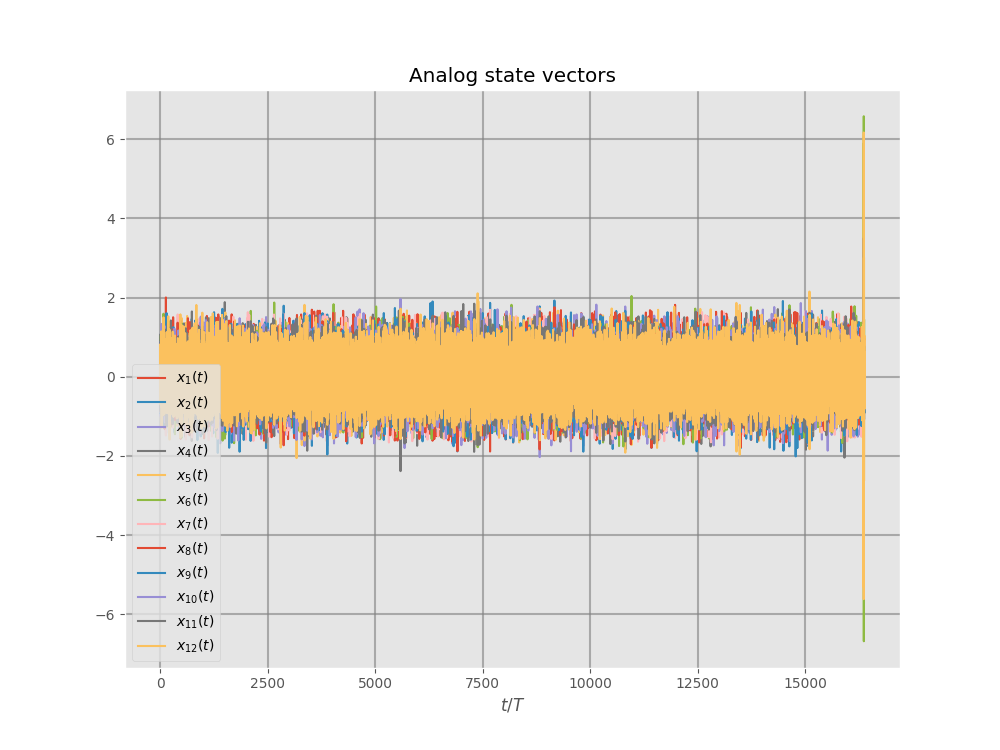 Analog state vectors
6
4
2
0
−2
−4
−6
x₁(t)
x₂(t)
x₃(t)
x₄(t)
x₅(t)
x₆(t)
x₇(t)
x₈(t)
x₉(t)
x₁₀(t)
x₁₁(t)
x₁₂(t)
0 2500 5000 7500 10000 12500 15000
t/T